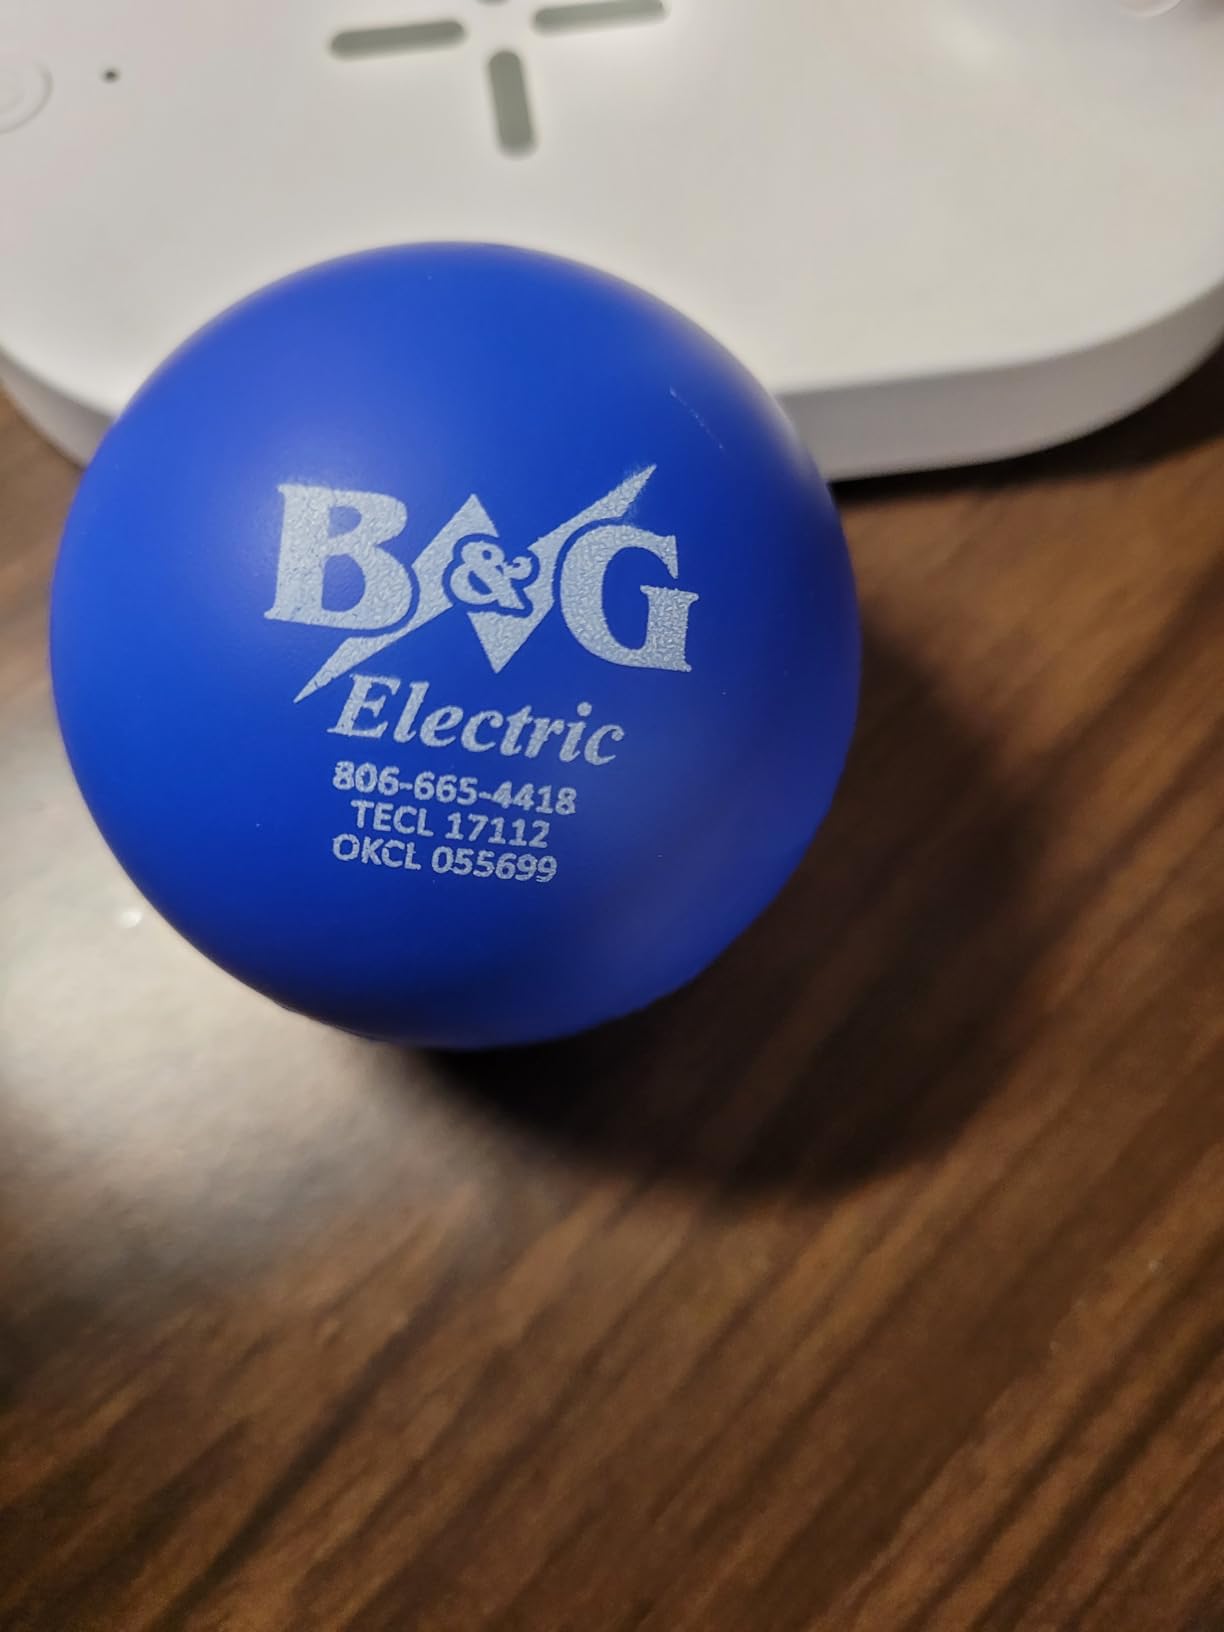 B&G
Electric
806-665-4418
TECL 17112
OKCL 055699